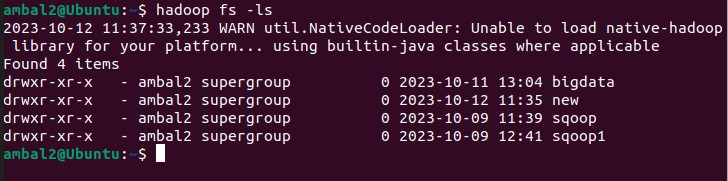 ambal2@Ubuntu:~$ hadoop fs -ls
2023-10-12 11:37:33,233 WARN util.NativeCodeLoader: Unable to load native-hadoop
 library for your platform... using builtin-java classes where applicable
Found 4 items
drwxr-xr-x   - ambal2 supergroup          0 2023-10-11 13:04 bigdata
drwxr-xr-x   - ambal2 supergroup          0 2023-10-12 11:35 new
drwxr-xr-x   - ambal2 supergroup          0 2023-10-09 11:39 sqoop
drwxr-xr-x   - ambal2 supergroup          0 2023-10-09 12:41 sqoop1
ambal2@Ubuntu:~$